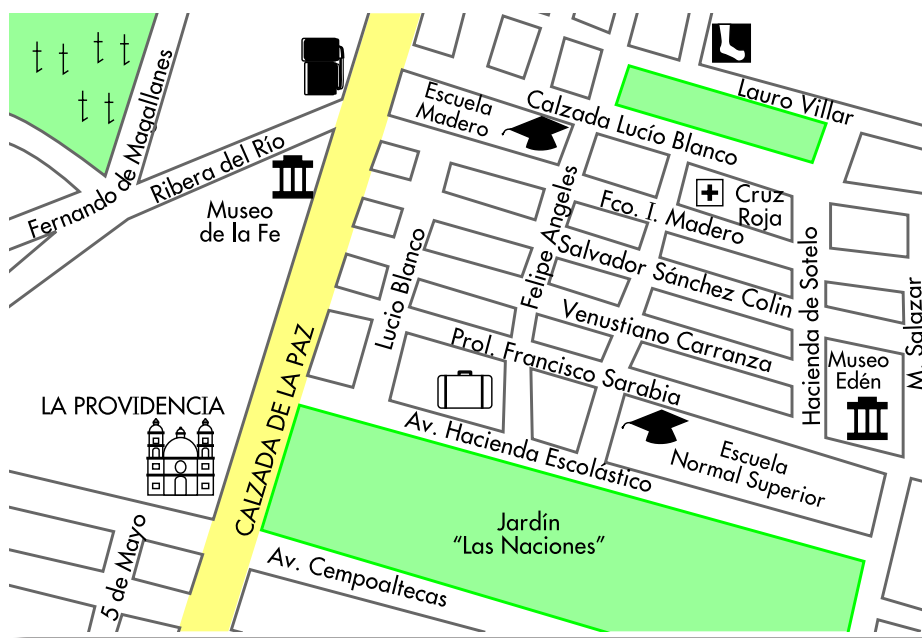 Lauro Villar
Calzada Lucío Blanco
Escuela
Madero
Fernando de Magallanes
Ribera del Río
Museo
de la Fe
Cruz
Roja
Fco. I. Madero
Felipe Angeles
Salvador Sánchez Colin
Hacienda de Sotelo
M. Salazar
Lucio Blanco
Venustiano Carranza
Prol. Francisco Sarabia
Museo
Edén
CALZADA DE LA PAZ
LA PROVIDENCIA
Av. Hacienda Escolástico
Escuela
Normal Superior
Jardín
“Las Naciones”
5 de Mayo
Av. Cempoaltecas